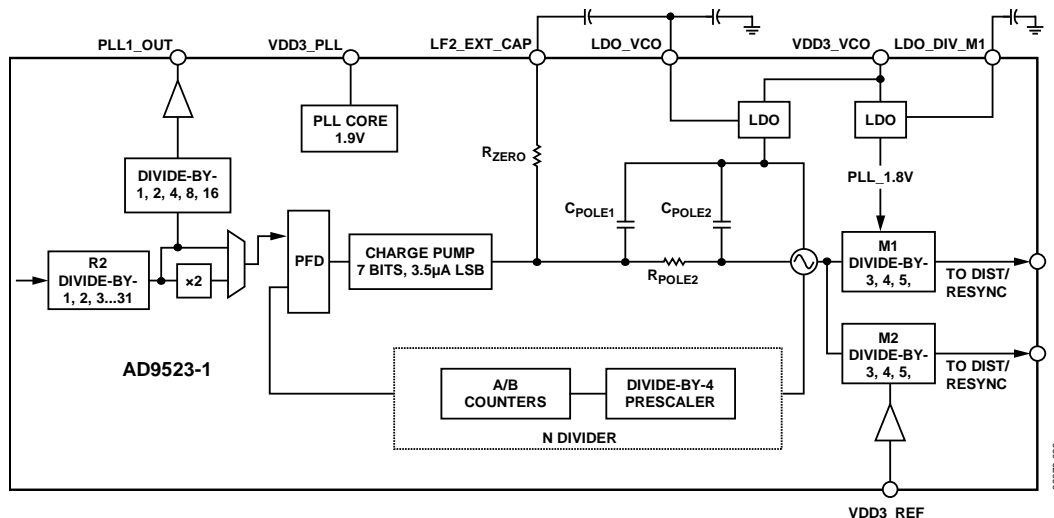 PLL1_OUT
VDD3_PLL
LF2_EXT_CAP
LDO_VCO
VDD3_VCO
LDO_DIV_M1
PLL CORE
1.9V
LDO
LDO
RZERO
DIVIDE-BY-
1, 2, 4, 8, 16
PLL_1.8V
CPOLE1
CPOLE2
R2
DIVIDE-BY-
1, 2, 3...31
×2
PFD
CHARGE PUMP
7 BITS, 3.5µA LSB
RPOLE2
M1
DIVIDE-BY-
3, 4, 5,
TO DIST/
RESYNC
M2
DIVIDE-BY-
3, 4, 5,
TO DIST/
RESYNC
AD9523-1
A/B
COUNTERS
DIVIDE-BY-4
PRESCALER
N DIVIDER
VDD3_REF